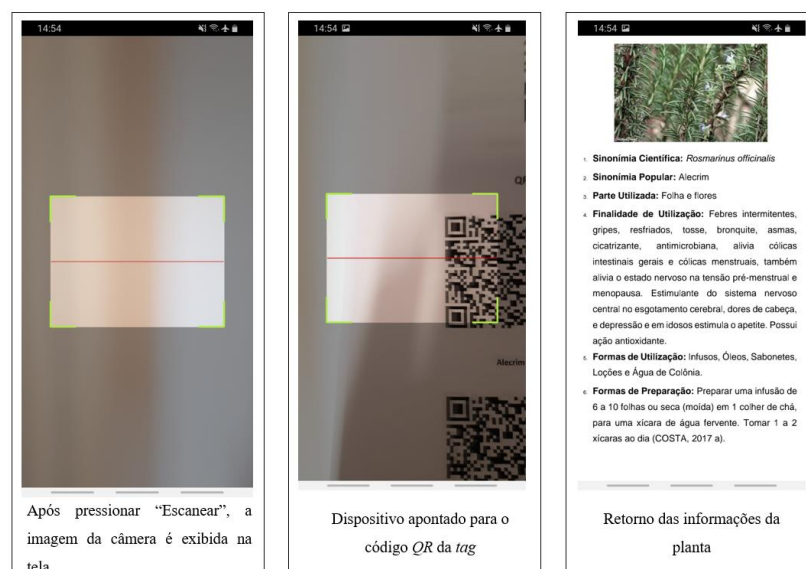 14:54
Após pressionar “Escanear”, a
imagem da câmera é exibida na
tela
14:54
QR
Alecrim
Dispositivo apontado para o
código QR da tag
14:54
1. Sinonímia Científica: Rosmarinus officinalis
2. Sinonímia Popular: Alecrim
3. Parte Utilizada: Folha e flores
4. Finalidade de Utilização: Febres intermitentes,
gripes, resfriados, tosse, bronquite, asmas,
cicatrizante, antimicrobiana, alivia cólicas
intestinais gerais e cólicas menstruais, também
alivia o estado nervoso na tensão pré-menstrual e
menopausa. Estimulante do sistema nervoso
central no esgotamento cerebral, dores de cabeça,
e depressão e em idosos estimula o apetite. Possui
ação antioxidante.
5. Formas de Utilização: Infusos, Óleos, Sabonetes,
Loções e Água de Colônia.
6. Formas de Preparação: Preparar uma infusão de
6 a 10 folhas ou seca (moída) em 1 colher de chá,
para uma xícara de água fervente. Tomar 1 a 2
xícaras ao dia (COSTA, 2017 a).
Retorno das informações da
planta